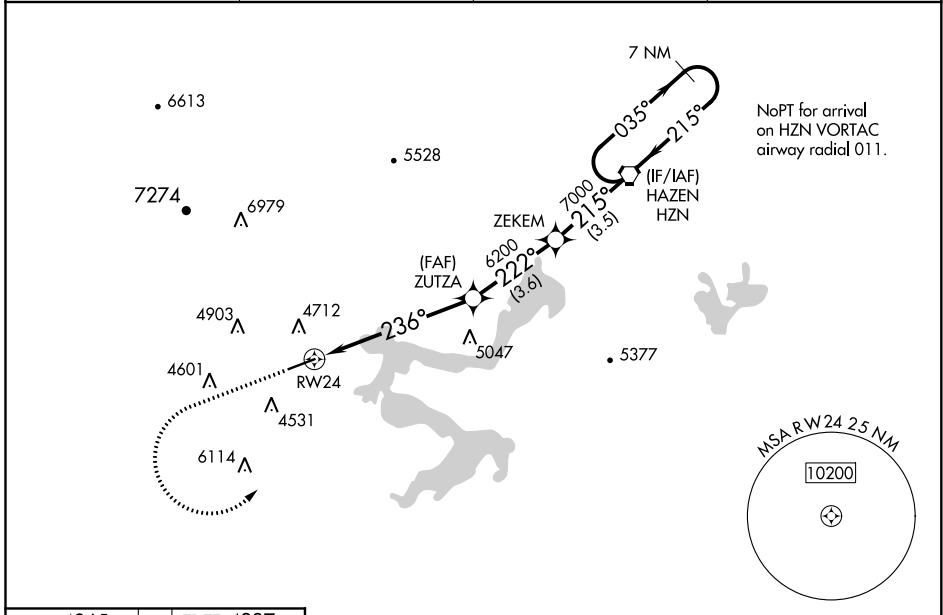 7 NM
6613
NoPT for arrival
on HZN VORTAC
airway radial 011.
035°
215°
5528
(IF/IAF)
HAZEN
HZN
7274
6979
7000
215°
(3.5)
ZEKEM
6200
222°
(3.6)
(FAF)
ZUTZA
4903
4712
236°
5047
5377
4601
RW24
4531
6114
MSA RW24 25 NM
10200